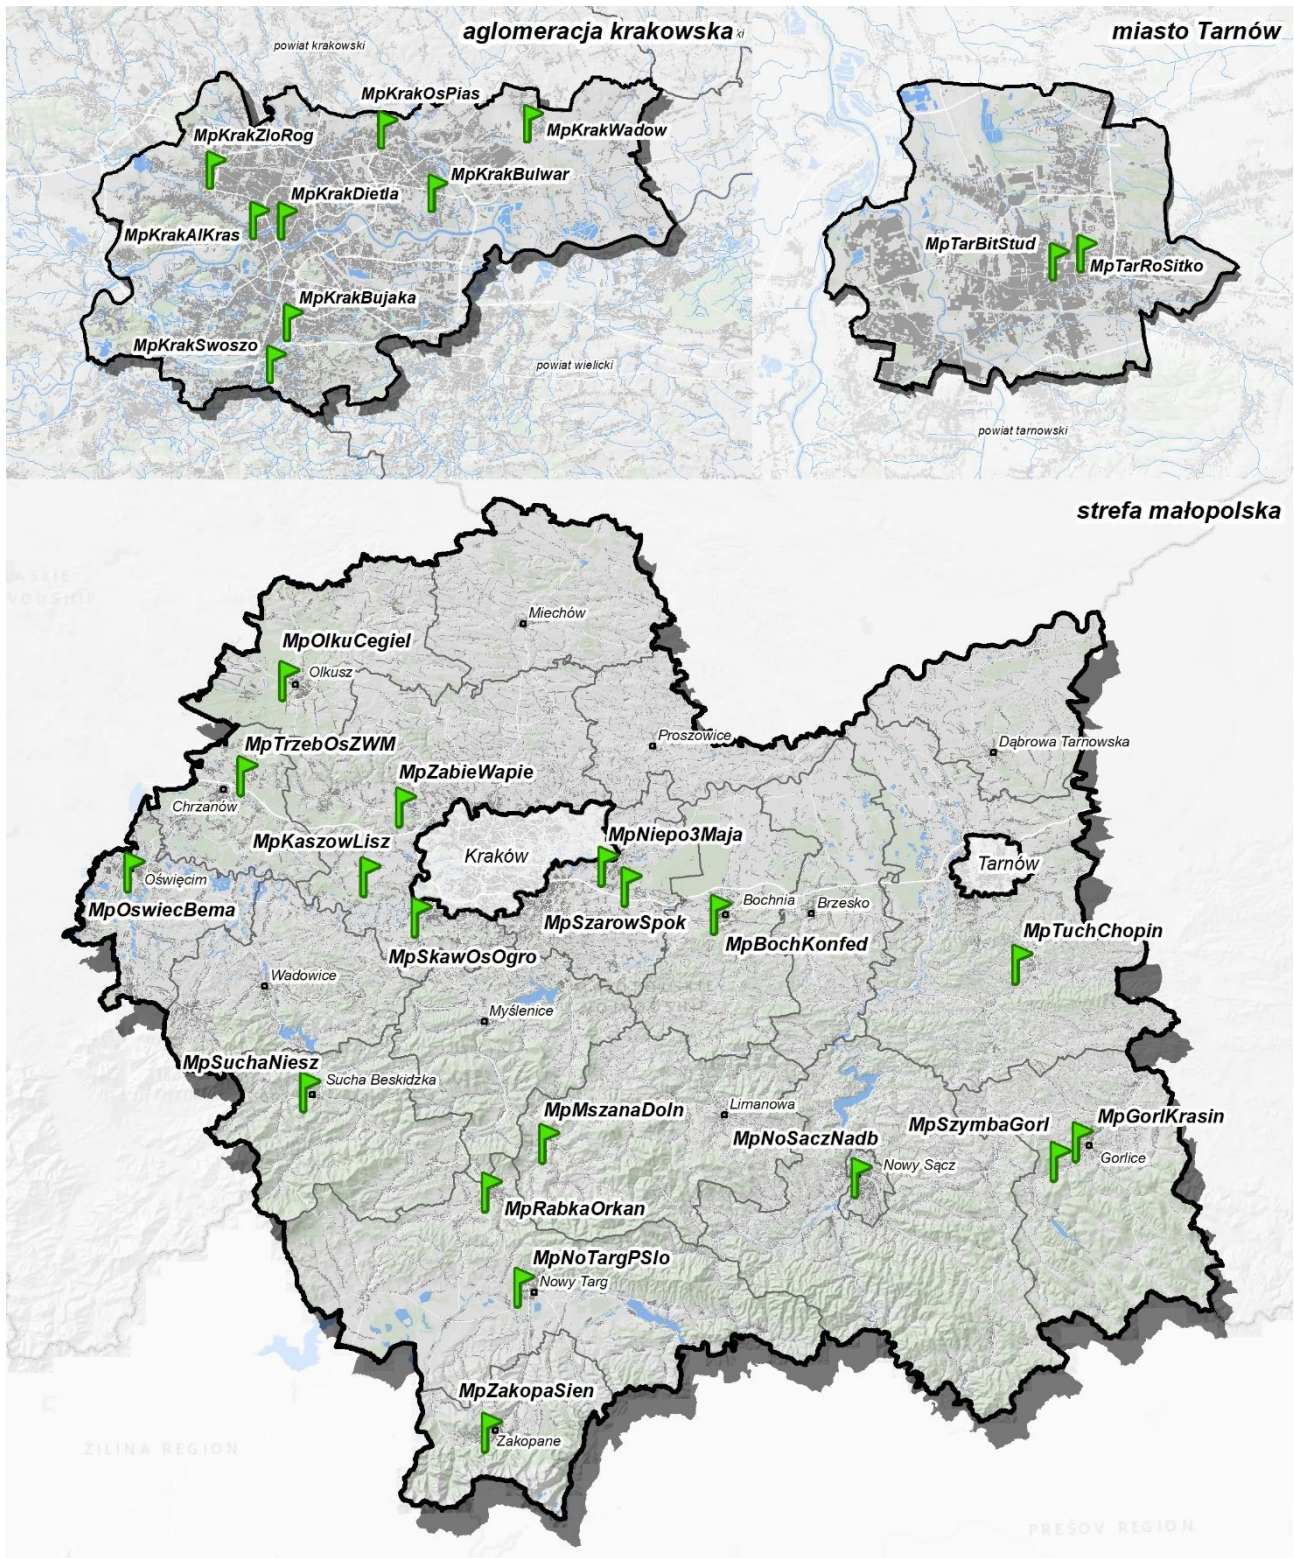 aglomeracja krakowska
ki
powiat krakowski
MpKrakOsPias
MpKrakZloRog
MpKrakWadow
MpKrakBulwar
MpKrakDietla
MpKrakAlKras
MpKrakBujaka
MpKrakSwoszo
powiat wielicki
miasto Tarnów
MpTarBitStud
MpTarRoSitko
powiat tarnowski
strefa małopolska
Miechów
MpOlkuCegiel
Olkusz
Proszowice
MpTrzebOsZWM
Dąbrowa Tarnowska
MpZabieWapie
Chrzanów
MpKaszowLisz
MpNiepo3Maja
Kraków
Tarnów
Oświęcim
MpOswiecBema
Bochnia
Brzesko
MpSzarowSpok
MpTuchChopin
MpBochKonfed
MpSkawOsOgro
Wadowice
Myślenice
MpSuchaNiesz
Sucha Beskidzka
MpMszanaDoln
Limanowa
MpSzymbaGorl
MpGorlKrasin
MpNoSaczNadb
Gorlice
Nowy Sącz
MpRabkaOrkan
MpNoTargPSlo
Nowy Targ
MpZakopaSien
Zakopane
ŽILINA REGION
PREŠOV REGION